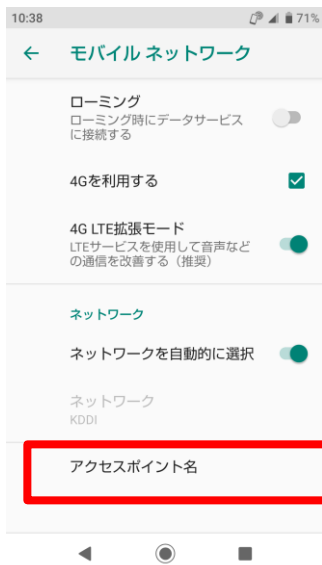 10:38 71%
モバイル ネットワーク
ローミング
ローミング時にデータサービス
に接続する
4Gを利用する
4G LTE拡張モード
LTEサービスを使用して音声など
の通信を改善する（推奨）
ネットワーク
ネットワークを自動的に選択
ネットワーク
KDDI
アクセスポイント名